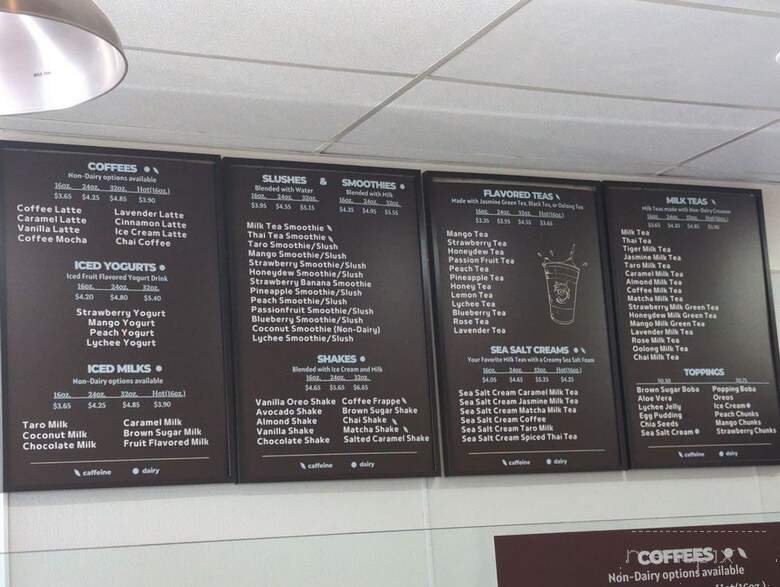 COFFEES
Non-Dairy options available
16oz. 24oz. 32oz. Hot(16oz.)
$3.65 $4.25 $4.85 $3.90
Coffee Latte
Caramel Latte
Vanilla Latte
Coffee Mocha
Lavender Latte
Cinnamon Latte
Ice Cream Latte
Chai Coffee
ICED YOGURTS
Iced Fruit Flavored Yogurt Drink
16oz. 24oz. 32oz.
$4.20 $4.80 $5.40
Strawberry Yogurt
Mango Yogurt
Peach Yogurt
Lychee Yogurt
ICED MILKS
Non-Dairy options available
16oz. 24oz. 32oz. Hot(16oz.)
$3.65 $4.25 $4.85 $3.90
Taro Milk
Coconut Milk
Chocolate Milk
Caramel Milk
Brown Sugar Milk
Fruit Flavored Milk
caffeine dairy
SLUSHES & SMOOTHIES
Blended with Water
16oz. 24oz. 32oz.
$3.95 $4.55 $5.15
Blended with Milk
16oz. 24oz. 32oz.
$4.35 $4.95 $5.55
Milk Tea Smoothie
Thai Tea Smoothie
Taro Smoothie/Slush
Mango Smoothie/Slush
Strawberry Smoothie/Slush
Honeydew Smoothie/Slush
Strawberry Banana Smoothie
Pineapple Smoothie/Slush
Peach Smoothie/Slush
Passionfruit Smoothie/Slush
Blueberry Smoothie/Slush
Coconut Smoothie (Non-Dairy)
Lychee Smoothie/Slush
SHAKES
Blended with Ice Cream and Milk
16oz. 24oz. 32oz.
$4.65 $5.65 $6.65
Vanilla Oreo Shake
Avocado Shake
Almond Shake
Vanilla Shake
Chocolate Shake
Coffee Frappe
Brown Sugar Shake
Chai Shake
Matcha Shake
Salted Caramel Shake
caffeine dairy
FLAVORED TEAS
Made with Jasmine Green Tea, Black Tea, or Oolong Tea
16oz. 24oz. 32oz. Hot(16oz.)
$3.35 $3.95 $4.55 $3.65
Mango Tea
Strawberry Tea
Honeydew Tea
Passion Fruit Tea
Peach Tea
Pineapple Tea
Honey Tea
Lemon Tea
Lychee Tea
Blueberry Tea
Rose Tea
Lavender Tea
SEA SALT CREAMS
Your Favorite Milk Teas with a Creamy Sea Salt Foam
16oz. 24oz. 32oz. Hot(16oz.)
$4.05 $4.65 $5.25 $4.25
Sea Salt Cream Caramel Milk Tea
Sea Salt Cream Jasmine Milk Tea
Sea Salt Cream Matcha Milk Tea
Sea Salt Cream Coffee
Sea Salt Cream Taro Milk
Sea Salt Cream Spiced Thai Tea
caffeine dairy
MILK TEAS
Milk Teas made with Non-Dairy Creamer
16oz. 24oz. 32oz. Hot(16oz.)
$3.65 $4.25 $4.85 $3.90
Milk Tea
Thai Tea
Tiger Milk Tea
Jasmine Milk Tea
Taro Milk Tea
Caramel Milk Tea
Almond Milk Tea
Coffee Milk Tea
Matcha Milk Tea
Strawberry Milk Green Tea
Honeydew Milk Green Tea
Mango Milk Green Tea
Lavender Milk Tea
Rose Milk Tea
Oolong Milk Tea
Chai Milk Tea
TOPPINGS
Brown Sugar Boba
Aloe Vera
Lychee Jelly
Egg Pudding
Chia Seeds
Sea Salt Cream
Popping Boba
Oreos
Ice Cream
Peach Chunks
Mango Chunks
Strawberry Chunks
caffeine dairy
COFFEES
Non-Dairy options available
Hot(16oz.)